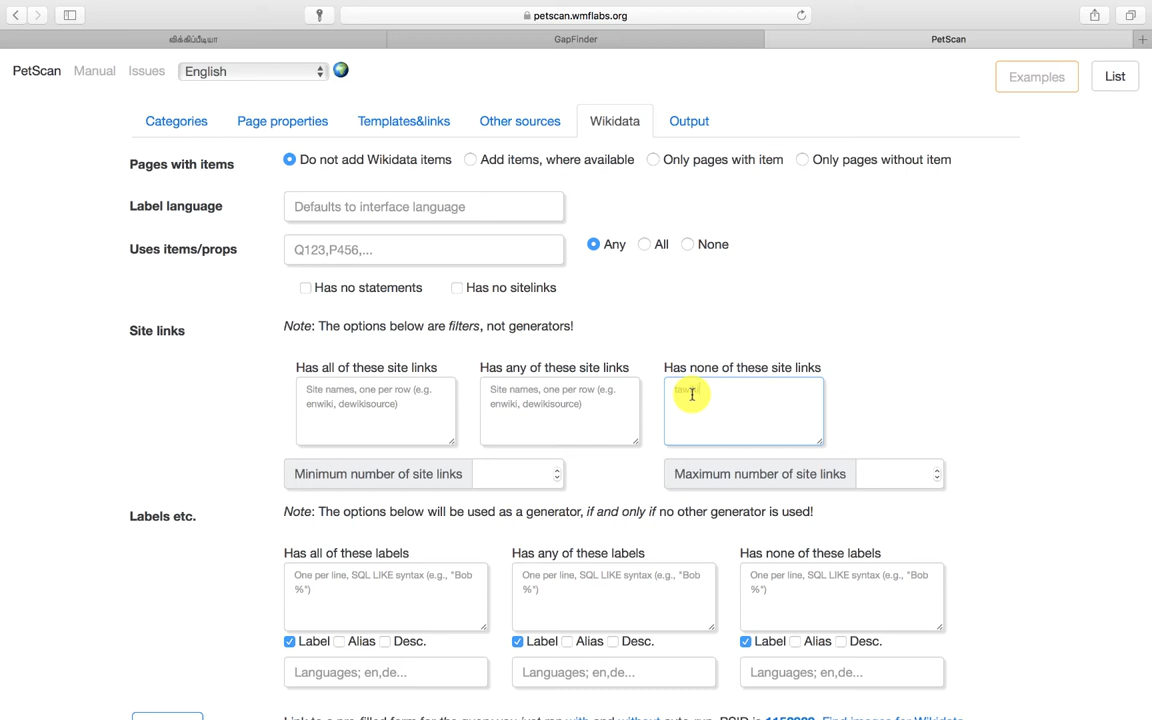 petscan.wmflabs.org
விக்கிப்பீடியா
GapFinder
PetScan
PetScan Manual Issues English Examples List
Categories Page properties Templates&links Other sources Wikidata Output
Pages with items Do not add Wikidata items Add items, where available Only pages with item Only pages without item
Label language Defaults to interface language
Uses items/props Q123,P456,... Any All None
Has no statements Has no sitelinks
Site links Note: The options below are filters, not generators!
Has all of these site links Has any of these site links Has none of these site links
Site names, one per row (e.g. Site names, one per row (e.g.
enwiki, dewikisource) enwiki, dewikisource)
Minimum number of site links Maximum number of site links
Labels etc. Note: The options below will be used as a generator, if and only if no other generator is used!
Has all of these labels Has any of these labels Has none of these labels
One per line, SQL LIKE syntax (e.g., "Bob One per line, SQL LIKE syntax (e.g., "Bob One per line, SQL LIKE syntax (e.g., "Bob
%") %") %")
Label Alias Desc. Label Alias Desc. Label Alias Desc.
Languages; en,de... Languages; en,de... Languages; en,de...